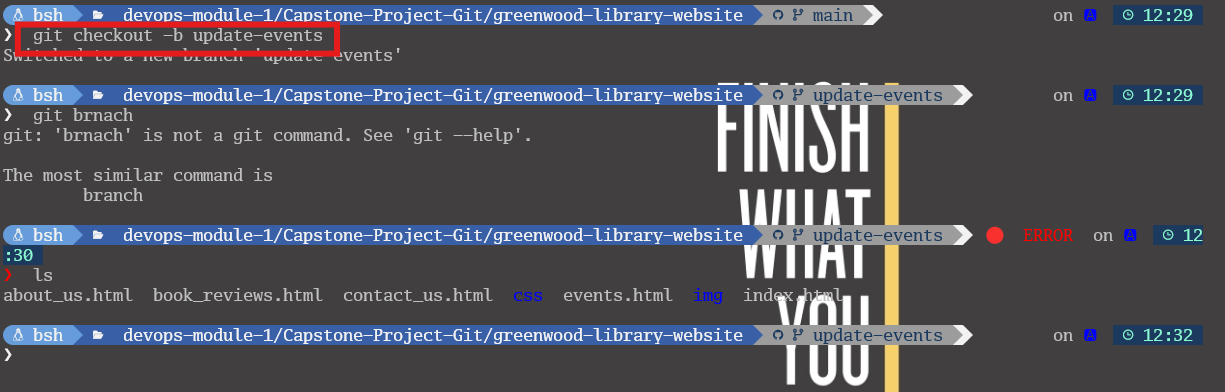 bsh devops-module-1/Capstone-Project-Git/greenwood-library-website main on A 12:29
❯ git checkout -b update-events
Switched to a new branch 'update-events'
bsh devops-module-1/Capstone-Project-Git/greenwood-library-website update-events on A 12:29
❯ git brnach
git: 'brnach' is not a git command. See 'git --help'.
The most similar command is
branch
bsh devops-module-1/Capstone-Project-Git/greenwood-library-website update-events ERROR on A 12
:30
❯ ls
about_us.html book_reviews.html contact_us.html css events.html img index.html
bsh devops-module-1/Capstone-Project-Git/greenwood-library-website update-events on A 12:32
❯
FINISH
WHAT
YOU